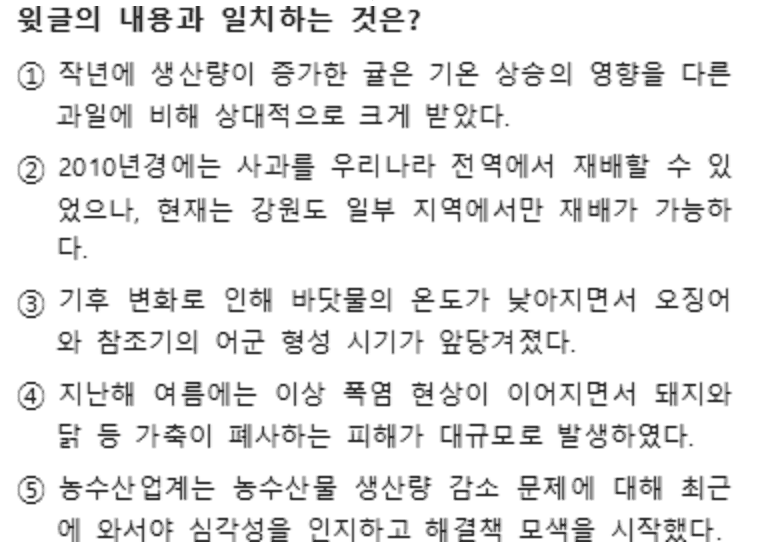 윗글의 내용과 일치하는 것은?
① 작년에 생산량이 증가한 귤은 기온 상승의 영향을 다른
과일에 비해 상대적으로 크게 받았다.
② 2010년경에는 사과를 우리나라 전역에서 재배할 수 있
었으나, 현재는 강원도 일부 지역에서만 재배가 가능하
다.
③ 기후 변화로 인해 바닷물의 온도가 낮아지면서 오징어
와 참조기의 어군 형성 시기가 앞당겨졌다.
④ 지난해 여름에는 이상 폭염 현상이 이어지면서 돼지와
닭 등 가축이 폐사하는 피해가 대규모로 발생하였다.
⑤ 농수산업계는 농수산물 생산량 감소 문제에 대해 최근
에 와서야 심각성을 인지하고 해결책 모색을 시작했다.